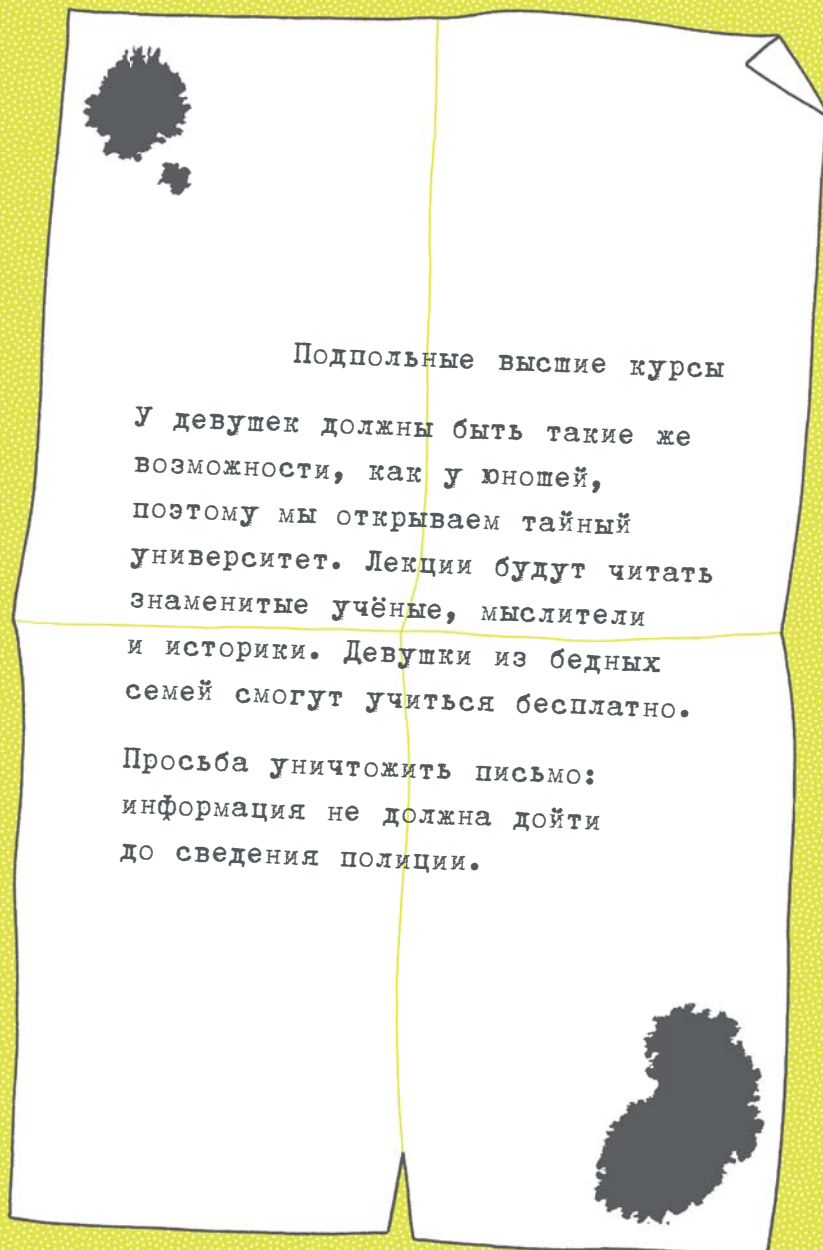 Подпольные высшие курсы
У девушек должны быть такие же
возможности, как у юношей,
поэтому мы открываем тайный
университет. Лекции будут читать
знаменитые учёные, мыслители
и историки. Девушки из бедных
семей смогут учиться бесплатно.
Просьба уничтожить письмо:
информация не должна дойти
до сведения полиции.